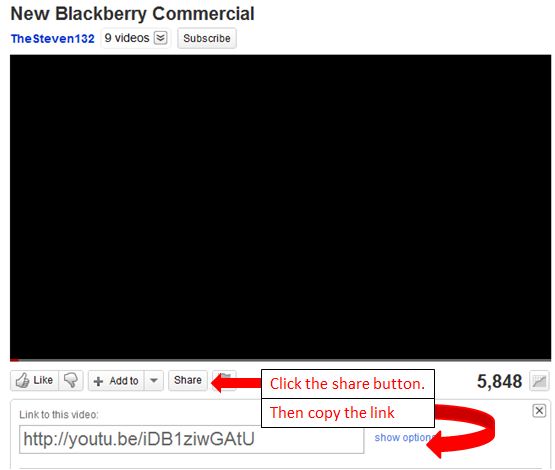 New Blackberry Commercial
TheSteven132 9 videos Subscribe
Like Add to Share 5,848
Click the share button.
Then copy the link
Link to this video:
http://youtu.be/iDB1ziwGAtU
show options